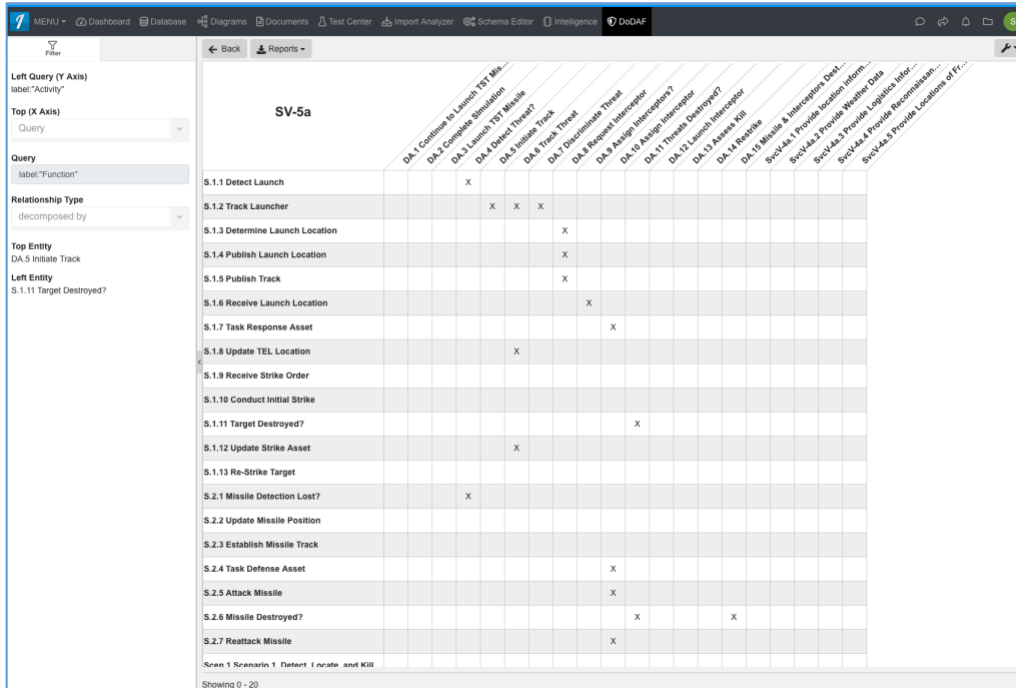 MENU Dashboard Database Diagrams Documents Test Center Import Analyzer Schema Editor Intelligence DoDAF S
Filter
Left Query (Y Axis)
label:"Activity"
Top (X Axis)
Query
Query
label:"Function"
Relationship Type
decomposed by
Top Entity
DA.5 Initiate Track
Left Entity
S.1.11 Target Destroyed?
Back Reports
SV-5a
DA.1 Continue to Launch TST Mis...
DA.2 Complete Simulation
DA.3 Launch TST Missile
DA.4 Detect Threat?
DA.5 Initiate Track
DA.6 Track Threat
DA.7 Discriminate Threat
DA.8 Request Interceptor
DA.9 Assign Interceptors?
DA.10 Assign Interceptor
DA.11 Threats Destroyed?
DA.12 Launch Interceptor
DA.13 Assess Kill
DA.14 Restrike
DA.15 Missile & Interceptors Dest...
SvcV-4a.1 Provide location inform...
SvcV-4a.2 Provide Weather Data
SvcV-4a.3 Provide Logistics Infor...
SvcV-4a.4 Provide Reconnaissan...
SvcV-4a.5 Provide Locations of Fr...
S.1.1 Detect Launch X
S.1.2 Track Launcher X X X
S.1.3 Determine Launch Location X
S.1.4 Publish Launch Location X
S.1.5 Publish Track X
S.1.6 Receive Launch Location X
S.1.7 Task Response Asset X
S.1.8 Update TEL Location X
S.1.9 Receive Strike Order
S.1.10 Conduct Initial Strike
S.1.11 Target Destroyed? X
S.1.12 Update Strike Asset X
S.1.13 Re-Strike Target
S.2.1 Missile Detection Lost? X
S.2.2 Update Missile Position
S.2.3 Establish Missile Track
S.2.4 Task Defense Asset X
S.2.5 Attack Missile X
S.2.6 Missile Destroyed? X X
S.2.7 Reattack Missile X
Scen.1 Scenario 1. Detect, Locate, and Kill
Showing 0 - 20